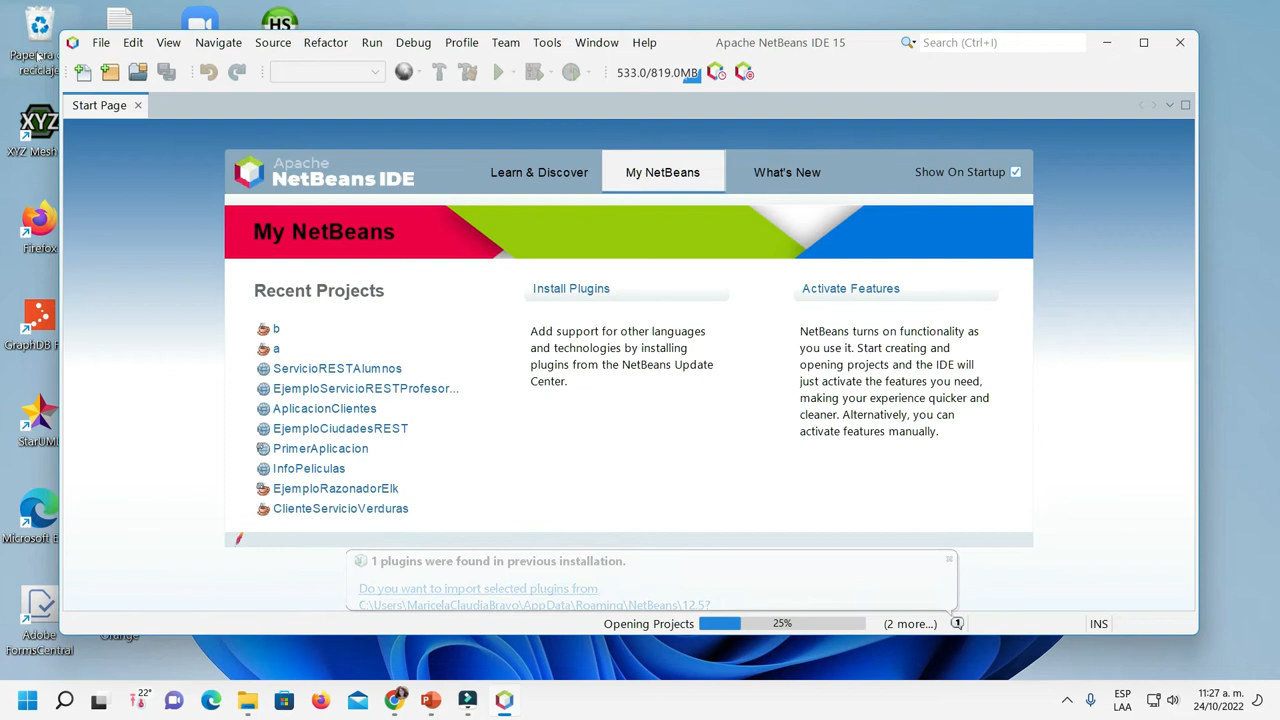 File Edit View Navigate Source Refactor Run Debug Profile Team Tools Window Help Apache NetBeans IDE 15 Search (Ctrl+I)
533.0/819.0MB
Start Page
Apache
NetBeans IDE
Learn & Discover My NetBeans What's New Show On Startup
My NetBeans
Recent Projects
b
a
ServicioRESTAlumnos
EjemploServicioRESTProfesor...
AplicacionClientes
EjemploCiudadesREST
PrimerAplicacion
InfoPeliculas
EjemploRazonadorElk
ClienteServicioVerduras
Install Plugins
Add support for other languages
and technologies by installing
plugins from the NetBeans Update
Center.
Activate Features
NetBeans turns on functionality as
you use it. Start creating and
opening projects and the IDE will
just activate the features you need,
making your experience quicker and
cleaner. Alternatively, you can
activate features manually.
1 plugins were found in previous installation.
Do you want to import selected plugins from
C:\Users\MaricelaClaudiaBravo\AppData\Roaming\NetBeans\12.5?
Opening Projects 25% (2 more...) 1 INS
HS
reciclaje
XYZ
XYZ Mesh
Firefox
GraphDB
StarUML
Microsoft
Adobe
FormsCentral
Orange
22°
ESP
LAA
11:27 a. m.
24/10/2022